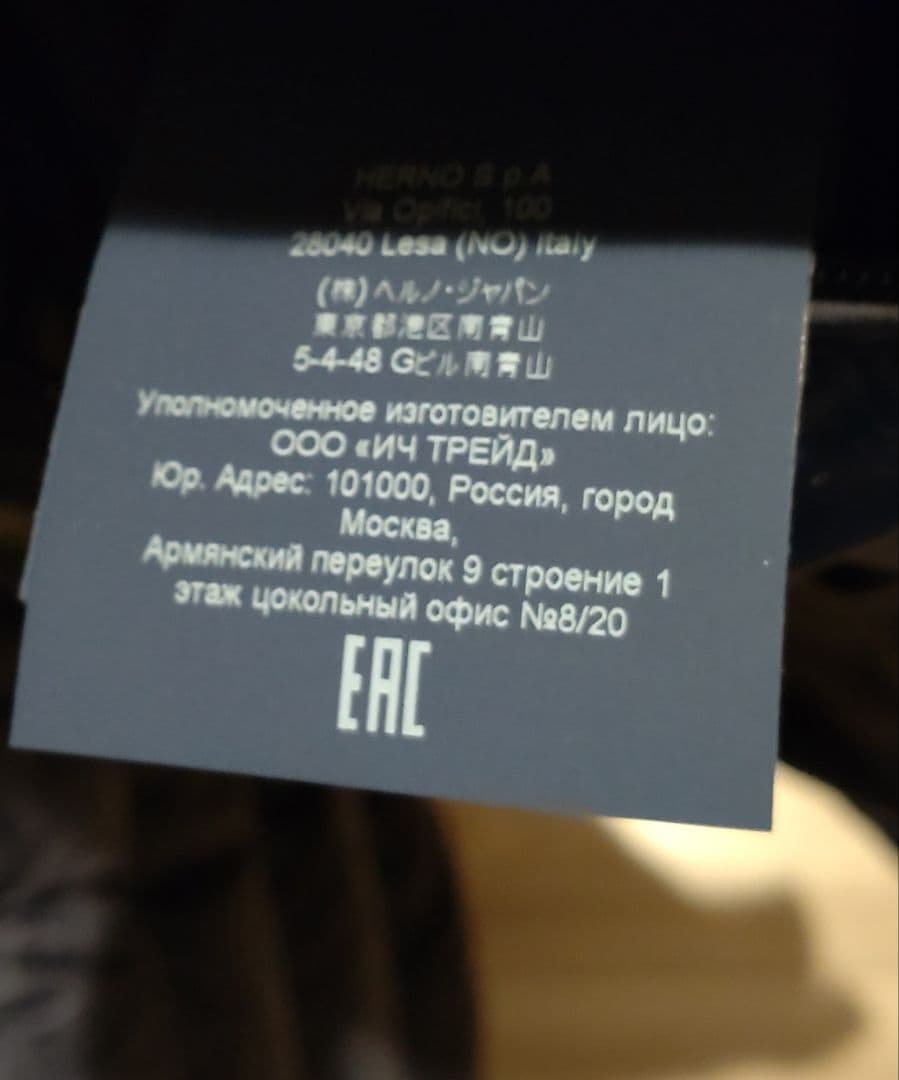 HERNO S.p.A
Via Opifici, 100
28040 Lesa (NO) Italy
(株)ヘルノ・ジャパン
東京都港区南青山
5-4-48 Gビル南青山
Уполномоченное изготовителем лицо:
ООО «ИЧ ТРЕЙД»
Юр. Адрес: 101000, Россия, город
Москва,
Армянский переулок 9 строение 1
этаж цокольный офис №8/20
EAC